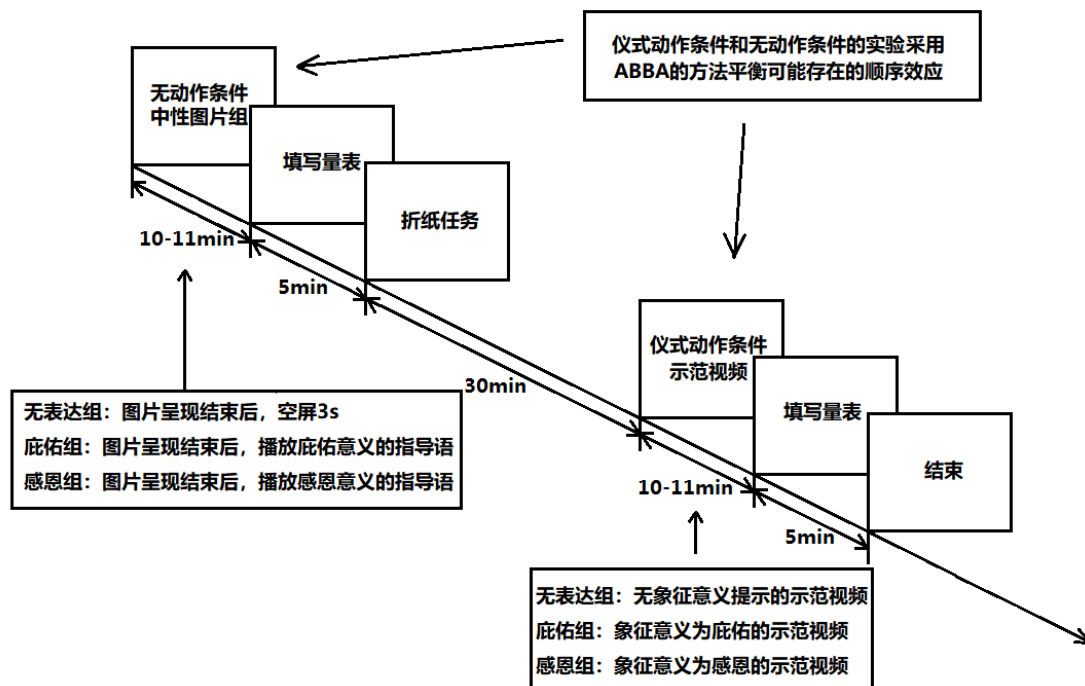 仪式动作条件和无动作条件的实验采用
ABBA的方法平衡可能存在的顺序效应
无动作条件
中性图片组
填写量表
折纸任务
10-11min
5min
30min
无表达组：图片呈现结束后，空屏3s
庇佑组：图片呈现结束后，播放庇佑意义的指导语
感恩组：图片呈现结束后，播放感恩意义的指导语
仪式动作条件
示范视频
填写量表
结束
10-11min
5min
无表达组：无象征意义提示的示范视频
庇佑组：象征意义为庇佑的示范视频
感恩组：象征意义为感恩的示范视频